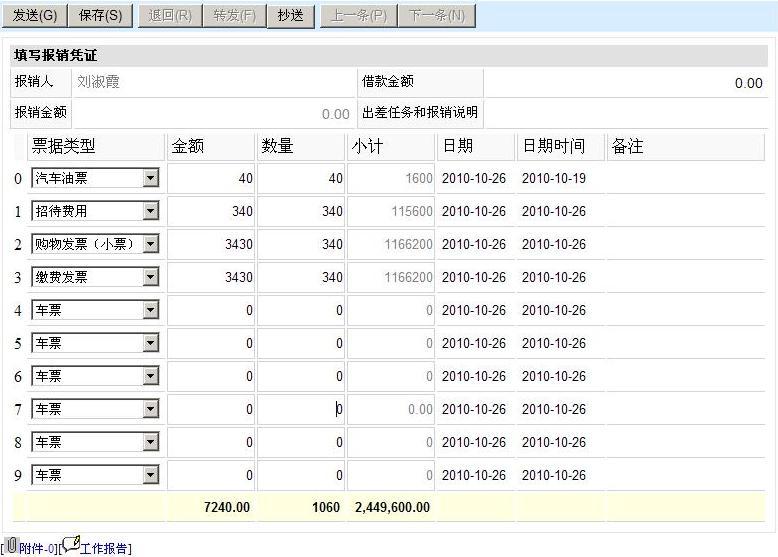 发送(G) 保存(S) 退回(R) 转发(F) 抄送 上一条(P) 下一条(N)
填写报销凭证
报销人 刘淑霞 借款金额 0.00
报销金额 0.00 出差任务和报销说明
票据类型 金额 数量 小计 日期 日期时间 备注
0 汽车油票 40 40 1600 2010-10-26 2010-10-19
1 招待费用 340 340 115600 2010-10-26 2010-10-26
2 购物发票（小票） 3430 340 1166200 2010-10-26 2010-10-26
3 缴费发票 3430 340 1166200 2010-10-26 2010-10-26
4 车票 0 0 0 2010-10-26 2010-10-26
5 车票 0 0 0 2010-10-26 2010-10-26
6 车票 0 0 0 2010-10-26 2010-10-26
7 车票 0 0 0.00 2010-10-26 2010-10-26
8 车票 0 0 0 2010-10-26 2010-10-26
9 车票 0 0 0 2010-10-26 2010-10-26
7240.00 1060 2,449,600.00
[附件-0][工作报告]